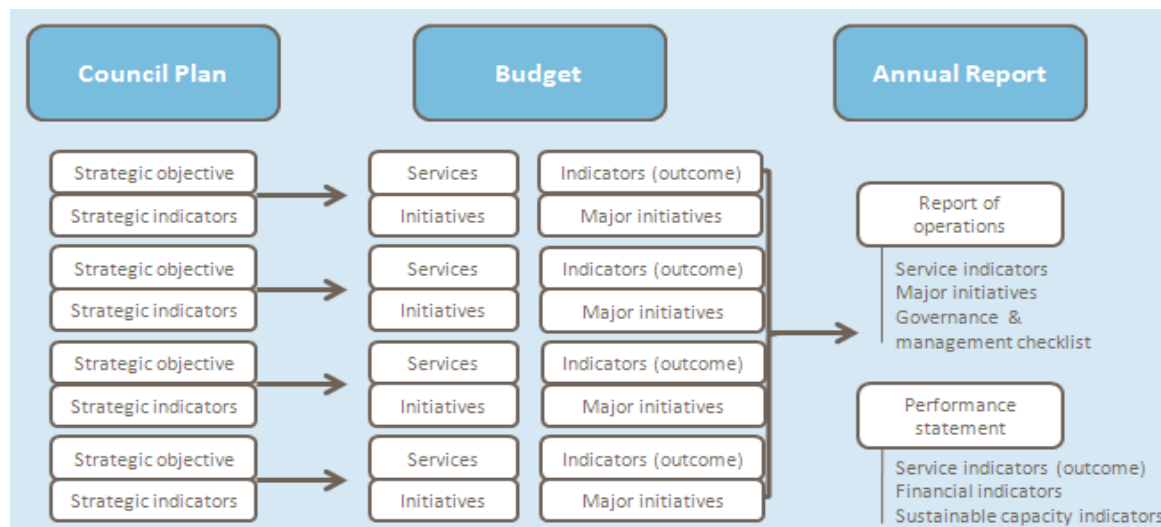 Council Plan
Budget
Annual Report
Strategic objective
Strategic indicators
Services
Initiatives
Indicators (outcome)
Major initiatives
Strategic objective
Strategic indicators
Services
Initiatives
Indicators (outcome)
Major initiatives
Strategic objective
Strategic indicators
Services
Initiatives
Indicators (outcome)
Major initiatives
Strategic objective
Strategic indicators
Services
Initiatives
Indicators (outcome)
Major initiatives
Report of
operations
Service indicators
Major initiatives
Governance &
management checklist
Performance
statement
Service indicators (outcome)
Financial indicators
Sustainable capacity indicators